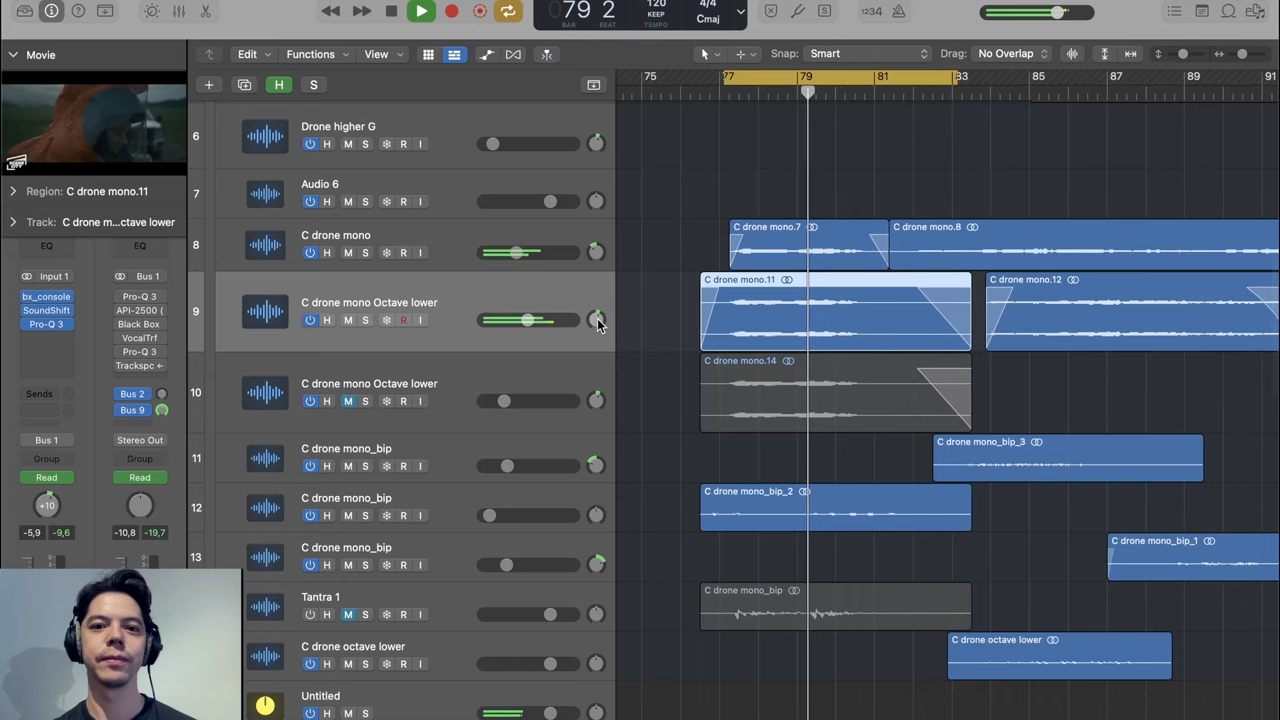 079 2
BAR BEAT
120
KEEP
TEMPO
4/4
Cmaj
S
1234
Movie
Edit
Functions
View
Snap: Smart
Drag: No Overlap
H
S
75 77 79 81 83 85 87 89 91
Region: C drone mono.11
Track: C drone m...ctave lower
EQ EQ
Input 1 Bus 1
bx_console
SoundShift
Pro-Q 3
Pro-Q 3
API-2500 (
Black Box
VocalTrf
Pro-Q 3
Trackspc
Sends
Bus 2
Bus 9
Bus 1 Stereo Out
Group Group
Read Read
+10
-5,9 -9,6 -10,8 -19,7
6 Drone higher G
H M S R I
7 Audio 6
H M S R I
8 C drone mono
H M S R I
9 C drone mono Octave lower
H M S R I
10 C drone mono Octave lower
H M S R I
11 C drone mono_bip
H M S R I
12 C drone mono_bip
H M S R I
13 C drone mono_bip
H M S R I
Tantra 1
H M S R I
C drone octave lower
H M S R I
Untitled
H M S R I
C drone mono.7
C drone mono.8
C drone mono.11
C drone mono.12
C drone mono.14
C drone mono_bip_3
C drone mono_bip_2
C drone mono_bip_1
C drone mono_bip
C drone octave lower